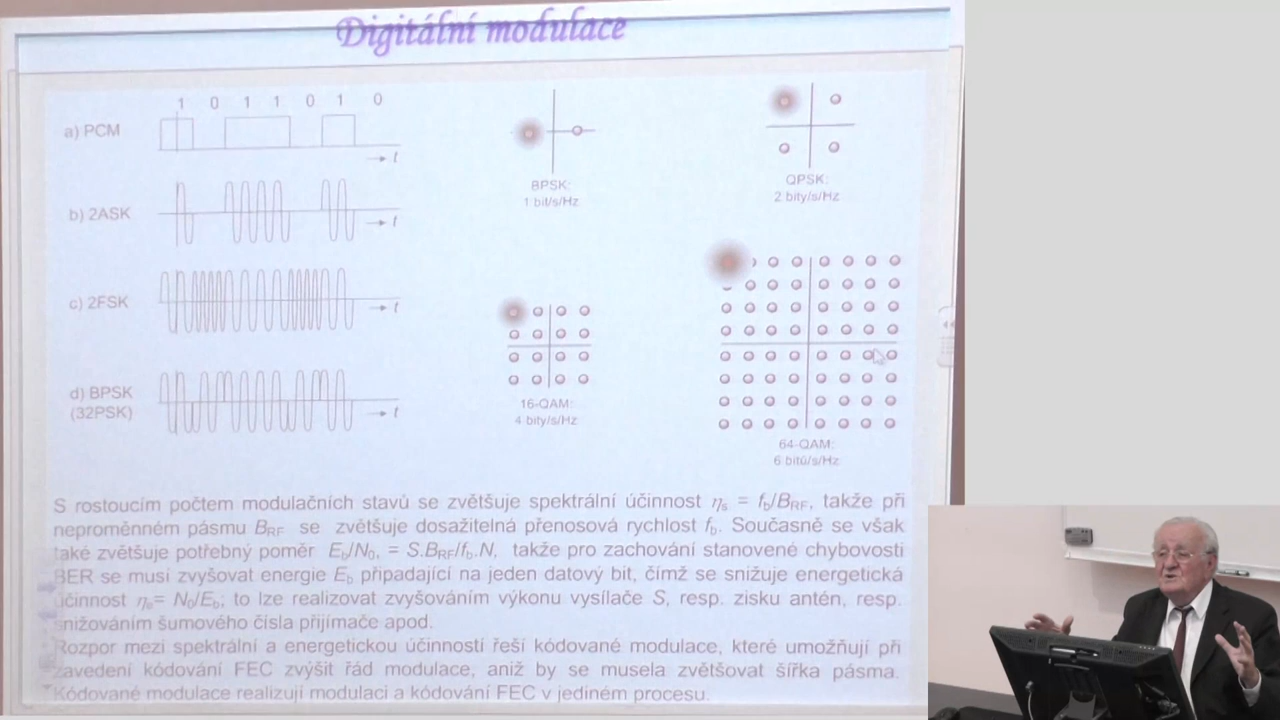 Digitální modulace
1 0 1 1 0 1 0
a) PCM
t
b) 2ASK
t
c) 2FSK
t
d) BPSK
(32PSK)
t
BPSK:
1 bit/s/Hz
QPSK:
2 bity/s/Hz
16-QAM:
4 bity/s/Hz
64-QAM:
6 bitů/s/Hz
S rostoucím počtem modulačních stavů se zvětšuje spektrální účinnost ηs = fb/BRF, takže při
neproměnném pásmu BRF se zvětšuje dosažitelná přenosová rychlost fb. Současně se však
také zvětšuje potřebný poměr Eb/N0, = S.BRF/fb.N, takže pro zachování stanovené chybovosti
BER se musí zvyšovat energie Eb připadající na jeden datový bit, čímž se snižuje energetická
účinnost ηe= N0/Eb; to lze realizovat zvyšováním výkonu vysílače S, resp. zisku antén, resp.
snižováním šumového čísla přijímače apod.
Rozpor mezi spektrální a energetickou účinností řeší kódované modulace, které umožňují při
zavedení kódování FEC zvýšit řád modulace, aniž by se musela zvětšovat šířka pásma.
Kódované modulace realizují modulaci a kódování FEC v jediném procesu.